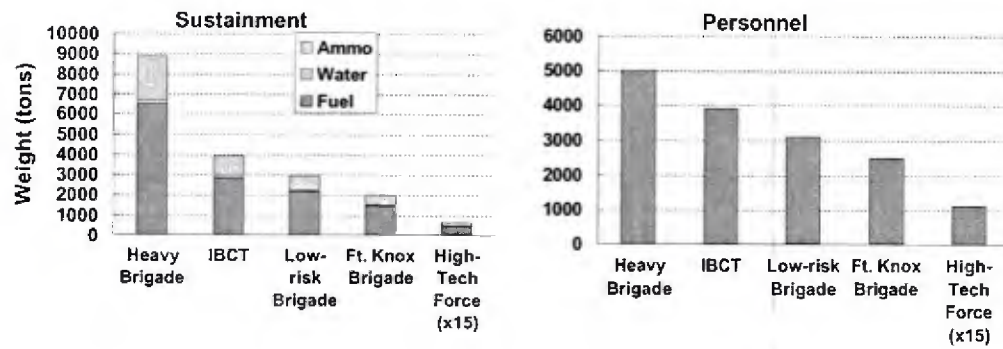 Sustainment
Weight (tons)
10000
9000
8000
7000
6000
5000
4000
3000
2000
1000
0
Ammo
Water
Fuel
Heavy
Brigade
IBCT
Low-
risk
Brigade
Ft. Knox
Brigade
High-
Tech
Force
(x15)
Personnel
6000
5000
4000
3000
2000
1000
0
Heavy
Brigade
IBCT
Low-risk
Brigade
Ft. Knox
Brigade
High-
Tech
Force
(x15)